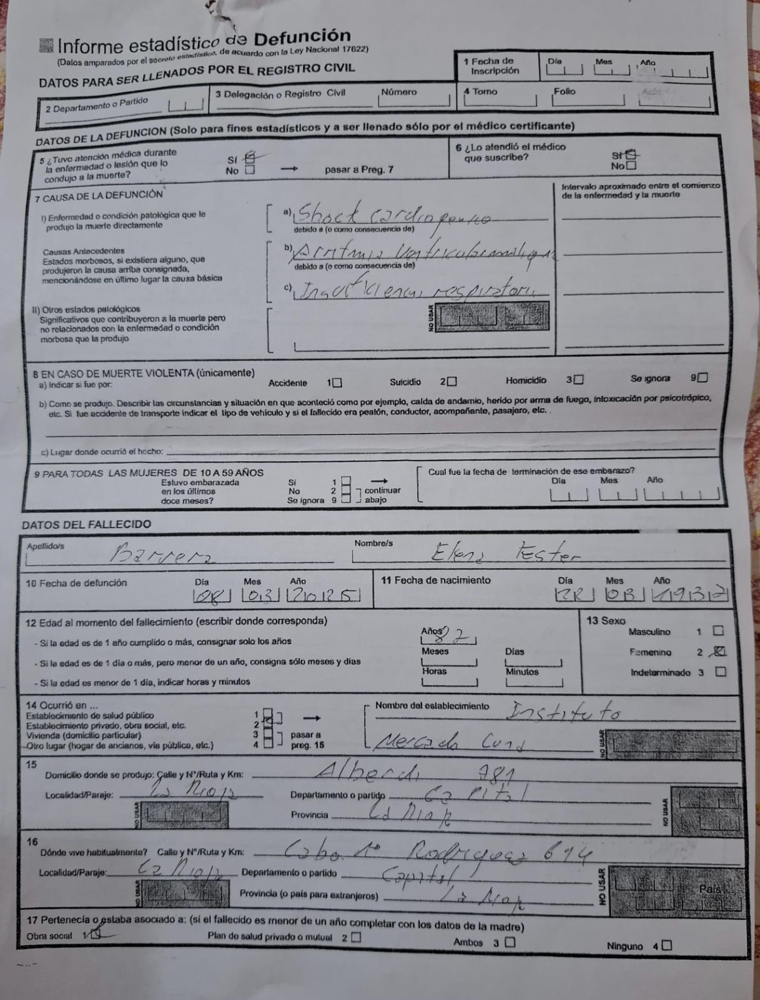 Informe estadístico de Defunción
(Datos amparados por el secreto estadístico, de acuerdo con la Ley Nacional 17622)
DATOS PARA SER LLENADOS POR EL REGISTRO CIVIL
1 Fecha de Inscripción Día Mes Año
2 Departamento o Partido 3 Delegación o Registro Civil Número 4 Tomo Folio Acta
DATOS DE LA DEFUNCION (Solo para fines estadísticos y a ser llenado sólo por el médico certificante)
5 ¿Tuvo atención médica durante
la enfermedad o lesión que lo
condujo a la muerte?
Sí
No pasar a Preg. 7
6 ¿Lo atendió el médico
que suscribe?
Sí
No
7 CAUSA DE LA DEFUNCIÓN
Intervalo aproximado entre el comienzo
de la enfermedad y la muerte
I) Enfermedad o condición patológica que le
produjo la muerte directamente
a) Shock
debido a (o como consecuencia de)
Causas Antecedentes
Estados morbosos, si existiera alguno, que
produjeron la causa arriba consignada,
mencionándose en último lugar la causa básica
b) Arritmia
debido a (o como consecuencia de)
c) Insuficiencia respiratoria
II) Otros estados patológicos
Significativos que contribuyeron a la muerte pero
no relacionados con la enfermedad o condición
morbosa que la produjo
NO USAR
8 EN CASO DE MUERTE VIOLENTA (únicamente)
a) Indicar si fue por: Accidente 1 Suicidio 2 Homicidio 3 Se ignora 9
b) Como se produjo. Describir las circunstancias y situación en que aconteció como por ejemplo, caída de andamio, herido por arma de fuego, intoxicación por psicotrópico,
etc. Si fue accidente de transporte indicar el tipo de vehículo y si el fallecido era peatón, conductor, acompañante, pasajero, etc. .
c) Lugar donde ocurrió el hecho:
9 PARA TODAS LAS MUJERES DE 10 A 59 AÑOS
Estuvo embarazada
en los últimos
doce meses?
Sí 1
No 2 continuar
Se ignora 9 abajo
Cual fue la fecha de terminación de ese embarazo?
Día Mes Año
DATOS DEL FALLECIDO
Apellido/s Barrera Nombre/s Elena Ester
10 Fecha de defunción Día 08 Mes 03 Año 2025
11 Fecha de nacimiento Día 22 Mes 08 Año 1932
12 Edad al momento del fallecimiento (escribir donde corresponda)
- Si la edad es de 1 año cumplido o más, consignar solo los años Años
- Si la edad es de 1 día o más, pero menor de un año, consigna sólo meses y días Meses Días
- Si la edad es menor de 1 día, indicar horas y minutos Horas Minutos
13 Sexo
Masculino 1
Femenino 2
Indeterminado 3
14 Ocurrió en ...
Establecimiento de salud público 1
Establecimiento privado, obra social, etc. 2
Vivienda (domicilio particular) 3 pasar a
Otro lugar (hogar de ancianos, vía pública, etc.) 4 preg. 15
Nombre del establecimiento Instituto
Mercado Luna
NO USAR
15
Domicilio donde se produjo: Calle y N°/Ruta y Km: Alberdi 781
Localidad/Paraje: La Rioja Departamento o partido Capital
Provincia La Rioja
NO USAR
NO USAR
16
Dónde vive habitualmente? Calle y N°/Ruta y Km: Cabo 1° Rodriguez 614
Localidad/Paraje: La Rioja Departamento o partido Capital
Provincia (o país para extranjeros) La Rioja
NO USAR
NO USAR País
17 Pertenecía o estaba asociado a: (si el fallecido es menor de un año completar con los datos de la madre)
Obra social 1 Plan de salud privado o mutual 2 Ambos 3 Ninguno 4